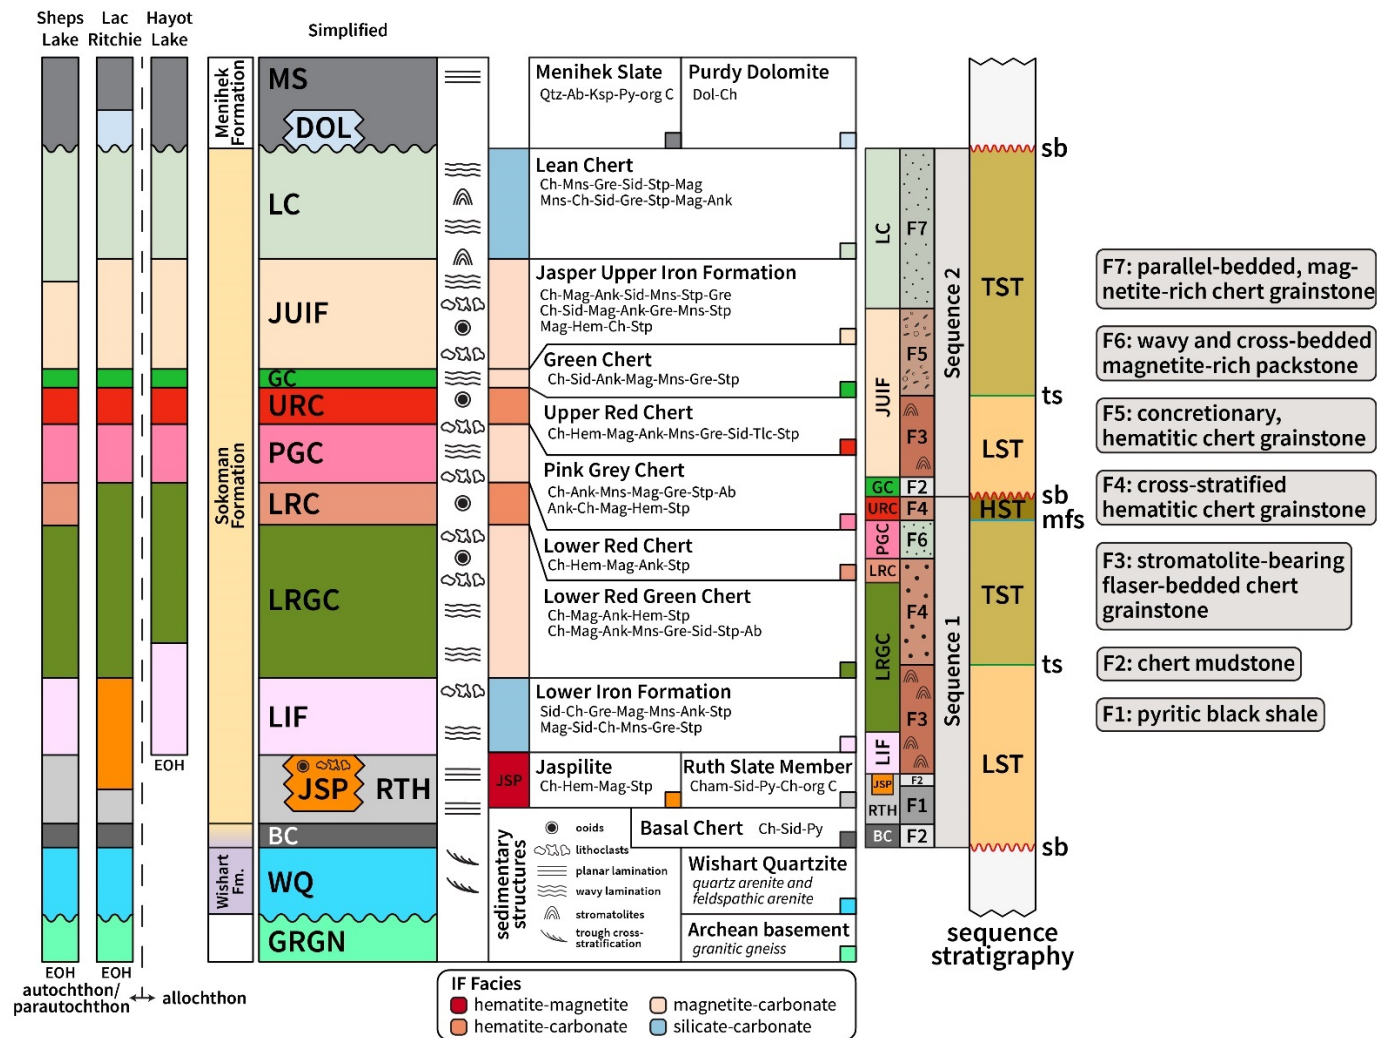 Sheps
Lake
Lac
Ritchie
Hayot
Lake
Simplified
Menihek
Formation
Sokoman
Formation
Wishart
Fm.
MS
DOL
LC
JUIF
GC
URC
PGC
LRC
LRGC
LIF
JSP
RTH
BC
WQ
GRGN
EOH
EOH
EOH
autochthon/
parautochthon
allochthon
Menihek Slate
Qtz-Ab-Ksp-Py-org C
Purdy Dolomite
Dol-Ch
Lean Chert
Ch-Mns-Gre-Sid-Stp-Mag
Mns-Ch-Sid-Gre-Stp-Mag-Ank
Jasper Upper Iron Formation
Ch-Mag-Ank-Sid-Mns-Stp-Gre
Ch-Sid-Mag-Ank-Gre-Mns-Stp
Mag-Hem-Ch-Stp
Green Chert
Ch-Sid-Ank-Mag-Mns-Gre-Stp
Upper Red Chert
Ch-Hem-Mag-Ank-Mns-Gre-Sid-Tlc-Stp
Pink Grey Chert
Ch-Ank-Mns-Mag-Gre-Stp-Ab
Ank-Ch-Mag-Hem-Stp
Lower Red Chert
Ch-Hem-Mag-Ank-Stp
Lower Red Green Chert
Ch-Mag-Ank-Hem-Stp
Ch-Mag-Ank-Mns-Gre-Sid-Stp-Ab
Lower Iron Formation
Sid-Ch-Gre-Mag-Mns-Ank-Stp
Mag-Sid-Ch-Mns-Gre-Stp
JSP
Jaspilite
Ch-Hem-Mag-Stp
Ruth Slate Member
Cham-Sid-Py-Ch-org C
Basal Chert Ch-Sid-Py
Wishart Quartzite
quartz arenite and
feldspathic arenite
Archean basement
granitic gneiss
sedimentary
structures
ooids
lithoclasts
planar lamination
wavy lamination
stromatolites
trough cross-
stratification
IF Facies
hematite-magnetite
magnetite-carbonate
hematite-carbonate
silicate-carbonate
LC
JUIF
GC
URC
PGC
LRC
LRGC
LIF
JSP
RTH
BC
F7
F5
F3
F2
F4
F6
F4
F3
F2
F1
F2
Sequence 2
Sequence 1
TST
LST
HST
TST
LST
sb
ts
sb
mfs
ts
sb
sequence
stratigraphy
F7: parallel-bedded, mag-
netite-rich chert grainstone
F6: wavy and cross-bedded
magnetite-rich packstone
F5: concretionary,
hematitic chert grainstone
F4: cross-stratified
hematitic chert grainstone
F3: stromatolite-bearing
flaser-bedded chert
grainstone
F2: chert mudstone
F1: pyritic black shale